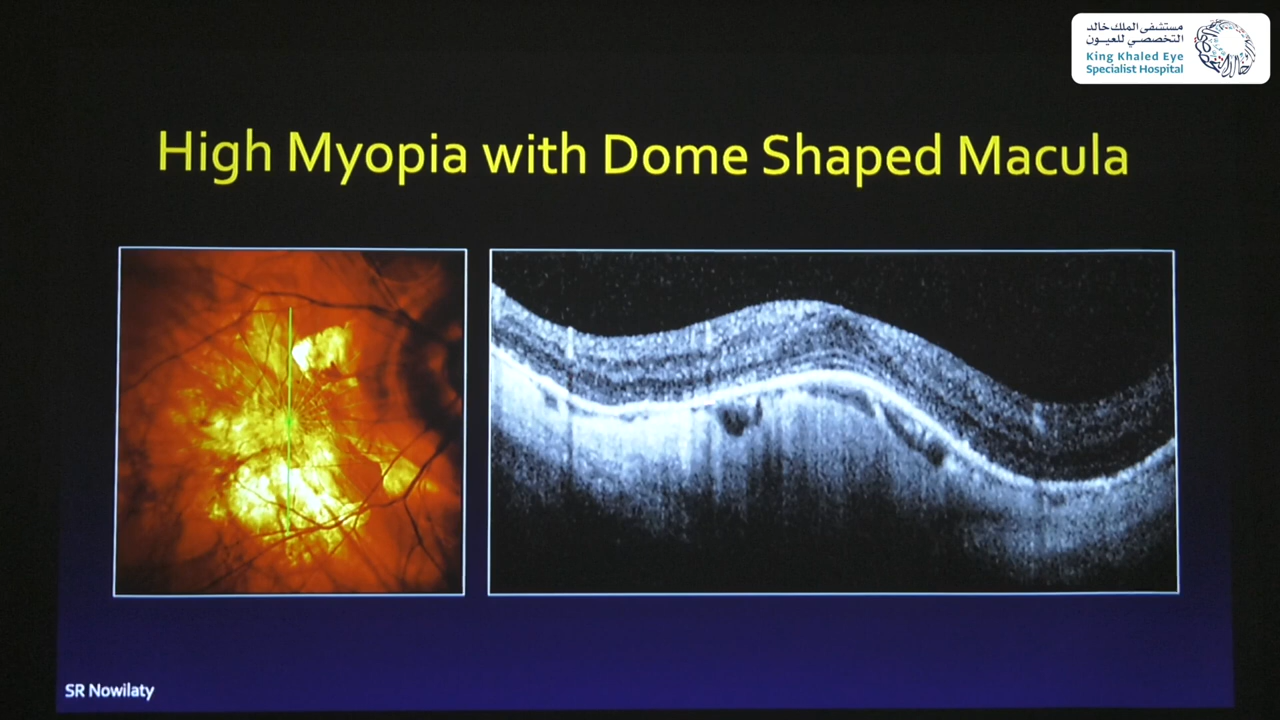 مستشفى الملك خالد
التخصصي للعيون
King Khaled Eye
Specialist Hospital
High Myopia with Dome Shaped Macula
SR Nowilaty